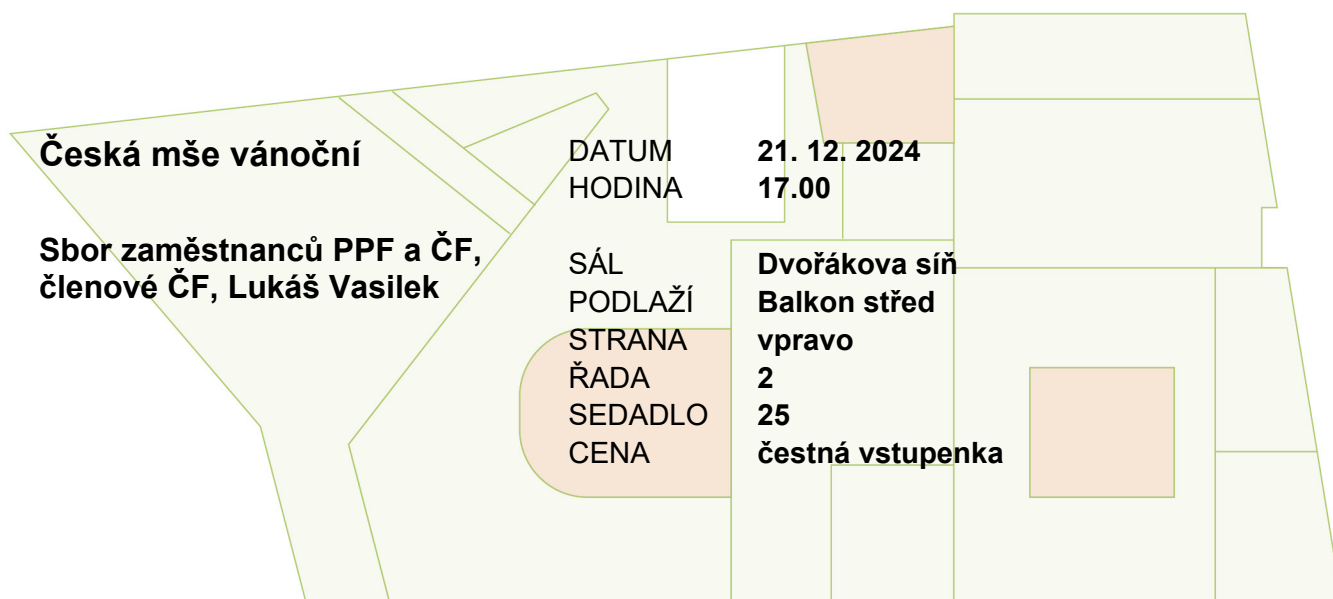 Česká mše vánoční
Sbor zaměstnanců PPF a ČF,
členové ČF, Lukáš Vasilek
DATUM 21. 12. 2024
HODINA 17.00
SÁL Dvořákova síň
PODLAŽÍ Balkon střed
STRANA vpravo
ŘADA 2
SEDADLO 25
CENA čestná vstupenka